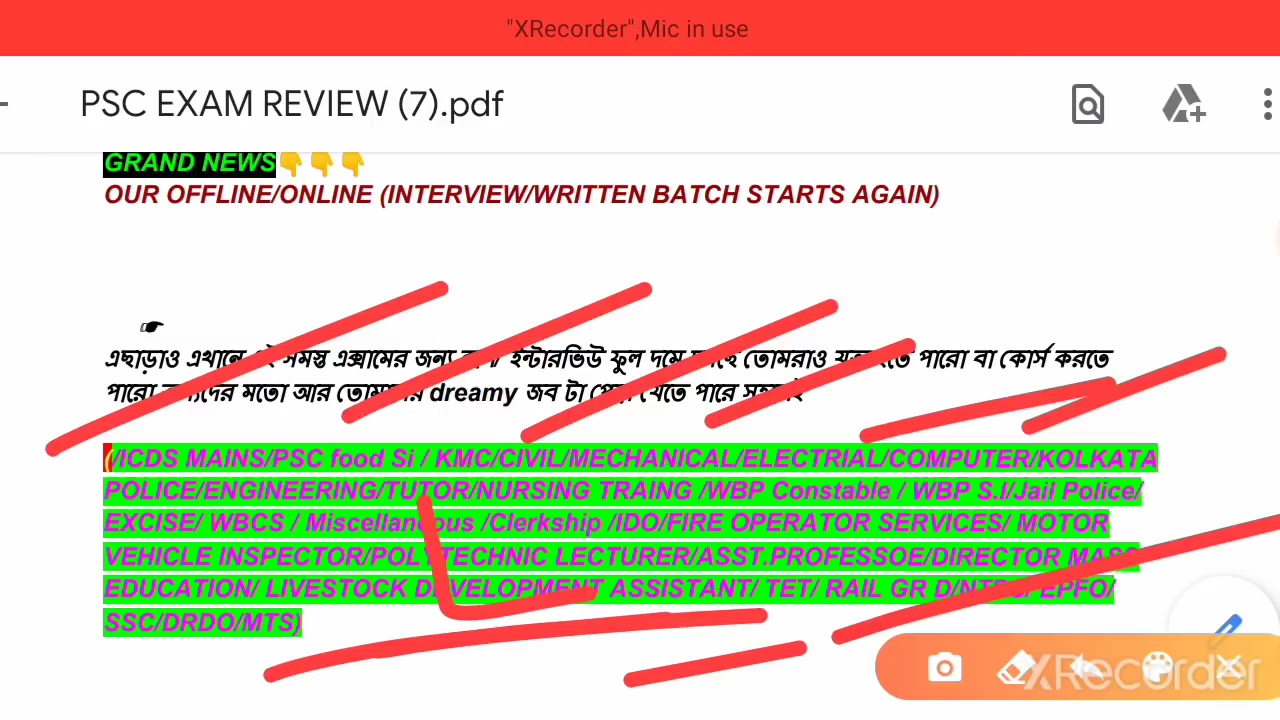 "XRecorder",Mic in use
PSC EXAM REVIEW (7).pdf
GRAND NEWS👇👇👇
OUR OFFLINE/ONLINE (INTERVIEW/WRITTEN BATCH STARTS AGAIN)
☛
এছাড়াও এখানে এই সমস্ত এক্সামের জন্য ইন্টারভিউ ফুল দমে তোমরাও পারো বা কোর্স করতে
পারো মতো আর dreamy জব টা যেতে পারে
(/ICDS MAINS/PSC food Si / KMC/CIVIL/MECHANICAL/ELECTRIAL/COMPUTER/KOLKATA
POLICE/ENGINEERING/TUTOR/NURSING TRAING /WBP Constable / WBP S.I/Jail Police/
EXCISE/ WBCS / Miscellaneous /Clerkship /IDO/FIRE OPERATOR SERVICES/ MOTOR
VEHICLE INSPECTOR/POLYTECHNIC LECTURER/ASST.PROFESSOE/DIRECTOR MASS
EDUCATION/ LIVESTOCK DEVELOPMENT ASSISTANT/ TET/ RAIL GR D/NTPC/ EPFO/
SSC/DRDO/MTS)
XRecorder